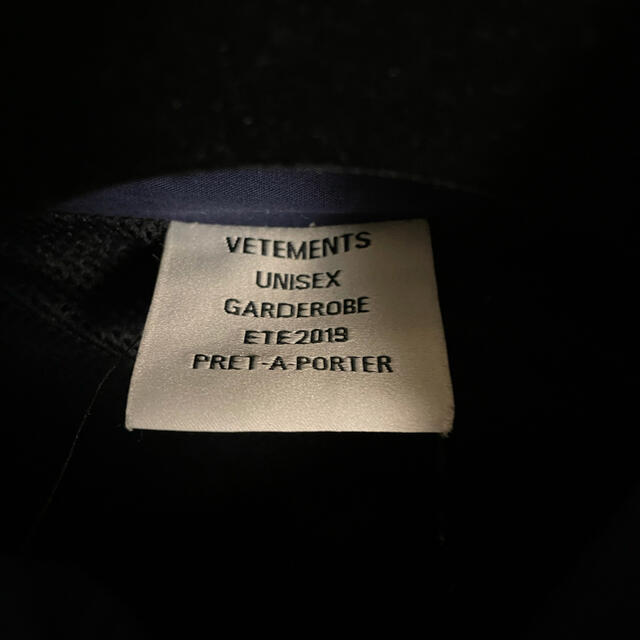 VETEMENTS
UNISEX
GARDEROBE
ETE2019
PRET-A-PORTER